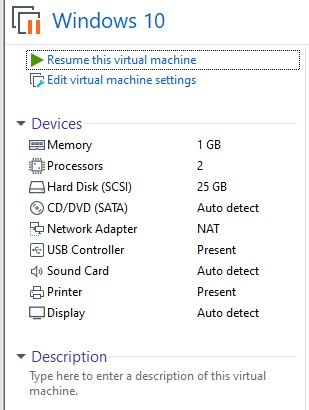 Windows 10
Resume this virtual machine
Edit virtual machine settings
Devices
Memory 1 GB
Processors 2
Hard Disk (SCSI) 25 GB
CD/DVD (SATA) Auto detect
Network Adapter NAT
USB Controller Present
Sound Card Auto detect
Printer Present
Display Auto detect
Description
Type here to enter a description of this virtual
machine.